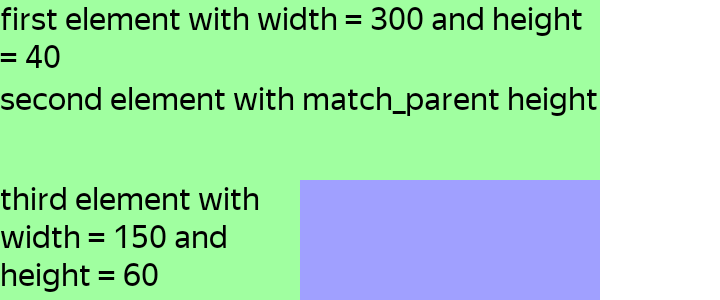 first element with width = 300 and height
= 40
second element with match_parent height
third element with
width = 150 and
height = 60